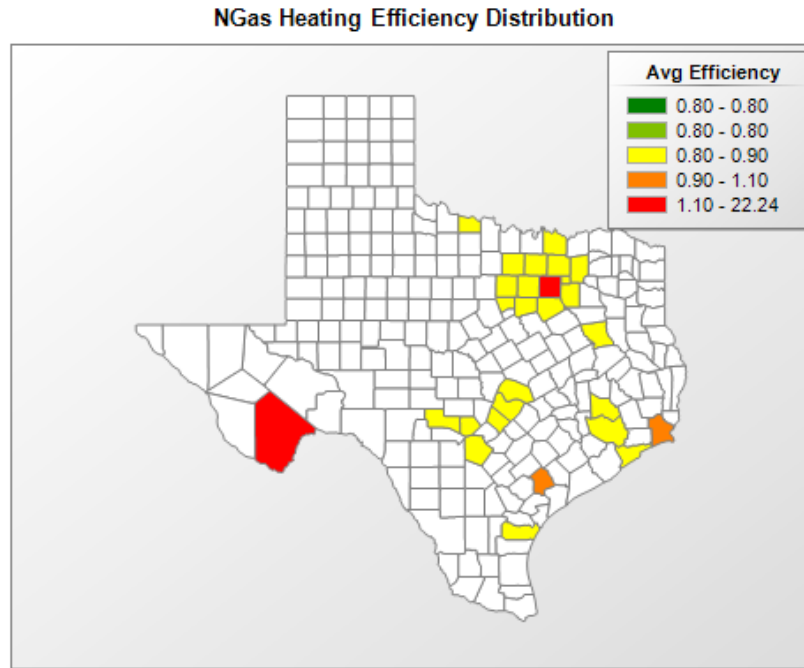 NGas Heating Efficiency Distribution
Avg Efficiency
0.80 - 0.80
0.80 - 0.80
0.80 - 0.90
0.90 - 1.10
1.10 - 22.24